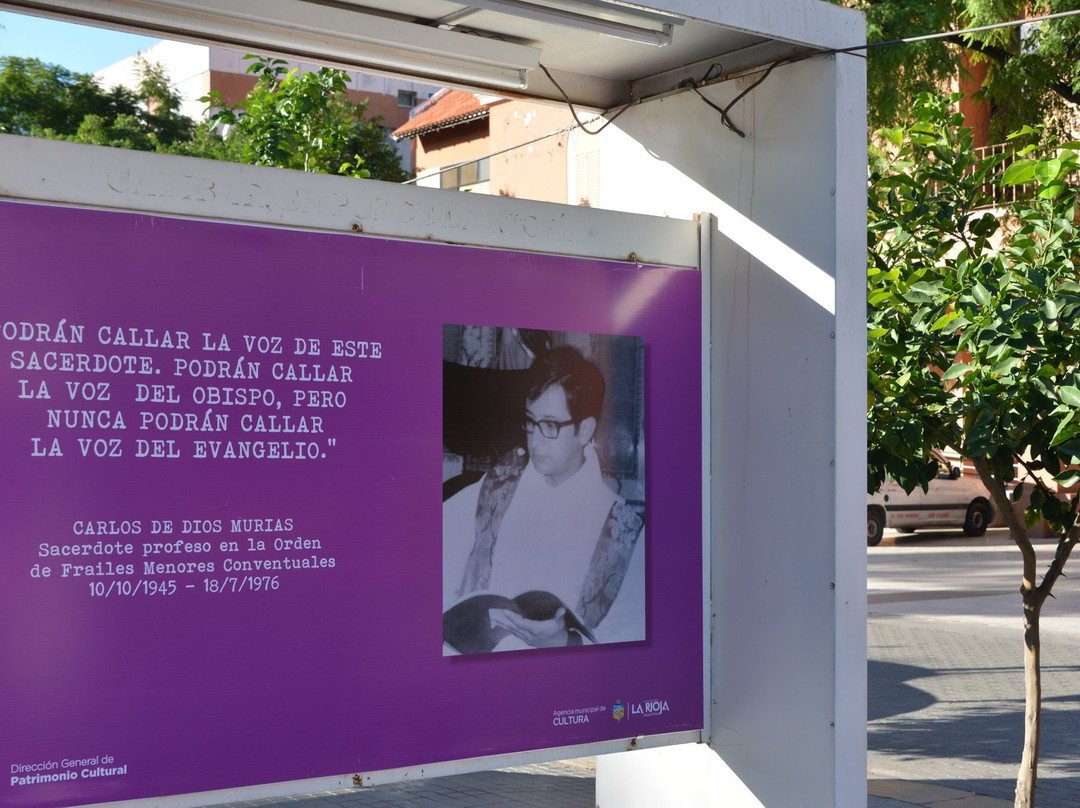 PODRÁN CALLAR LA VOZ DE ESTE
SACERDOTE. PODRÁN CALLAR
LA VOZ DEL OBISPO, PERO
NUNCA PODRÁN CALLAR
LA VOZ DEL EVANGELIO."
CARLOS DE DIOS MURIAS
Sacerdote profeso en la Orden
de Frailes Menores Conventuales
10/10/1945 - 18/7/1976
Agencia municipal de
CULTURA
LA RIOJA
Dirección General de
Patrimonio Cultural